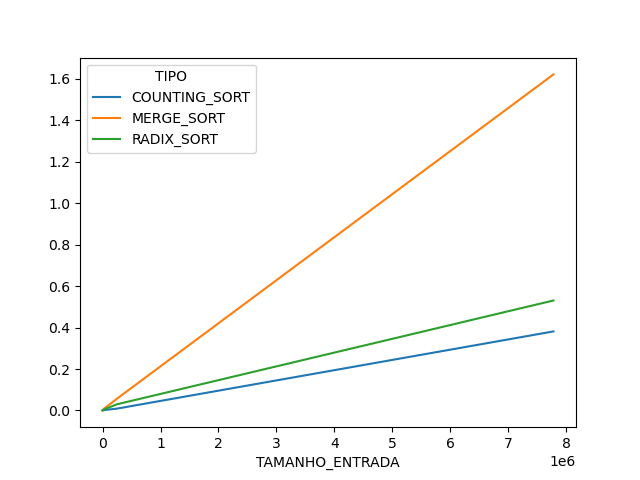 TIPO
COUNTING_SORT
MERGE_SORT
RADIX_SORT
1.6
1.4
1.2
1.0
0.8
0.6
0.4
0.2
0.0
0 1 2 3 4 5 6 7 8
1e6
TAMANHO_ENTRADA